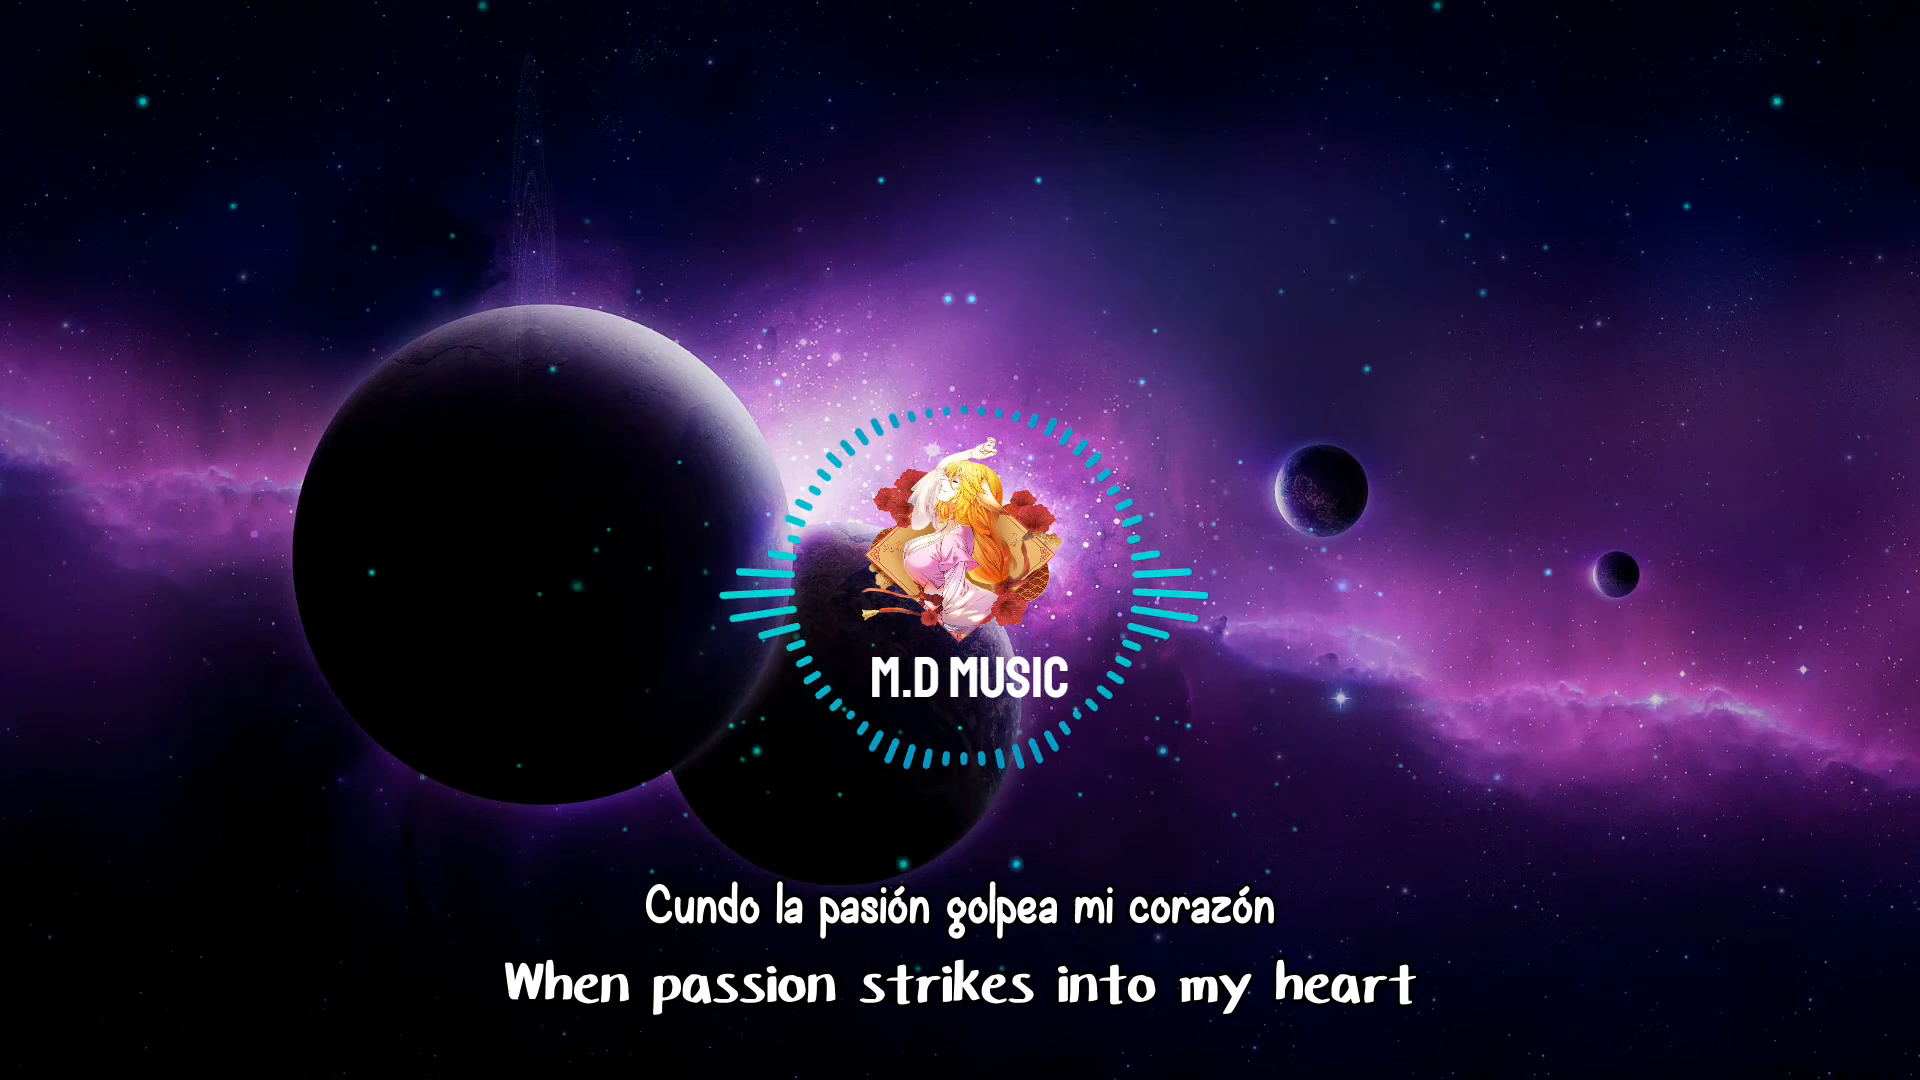 M.D MUSIC
Cundo la pasión golpea mi corazón
When passion strikes into my heart